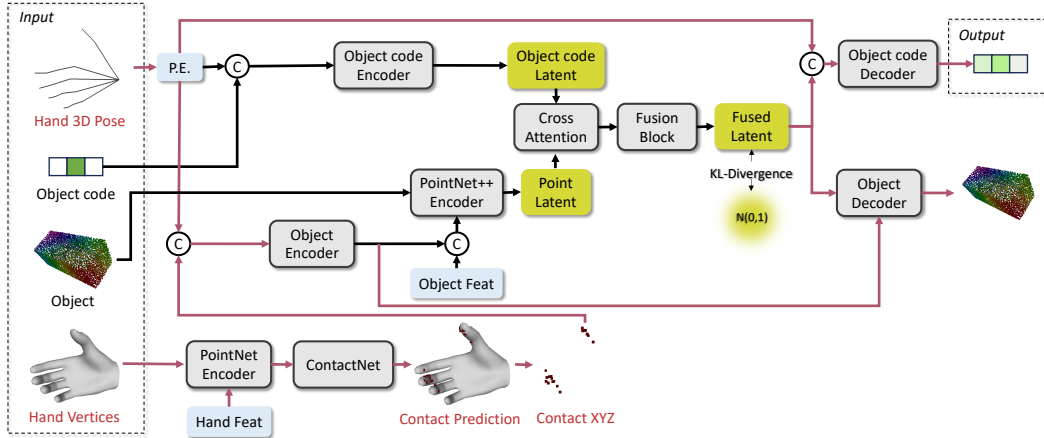 Input
Output
P.E.
C
Object code
Encoder
Object code
Latent
C
Object code
Decoder
Hand 3D Pose
Cross
Attention
Fusion
Block
Fused
Latent
Object code
KL-Divergence
PointNet++
Encoder
Point
Latent
Object
Decoder
N(0,1)
C
Object
Encoder
C
Object Feat
Object
PointNet
Encoder
ContactNet
Hand Vertices
Hand Feat
Contact Prediction
Contact XYZ